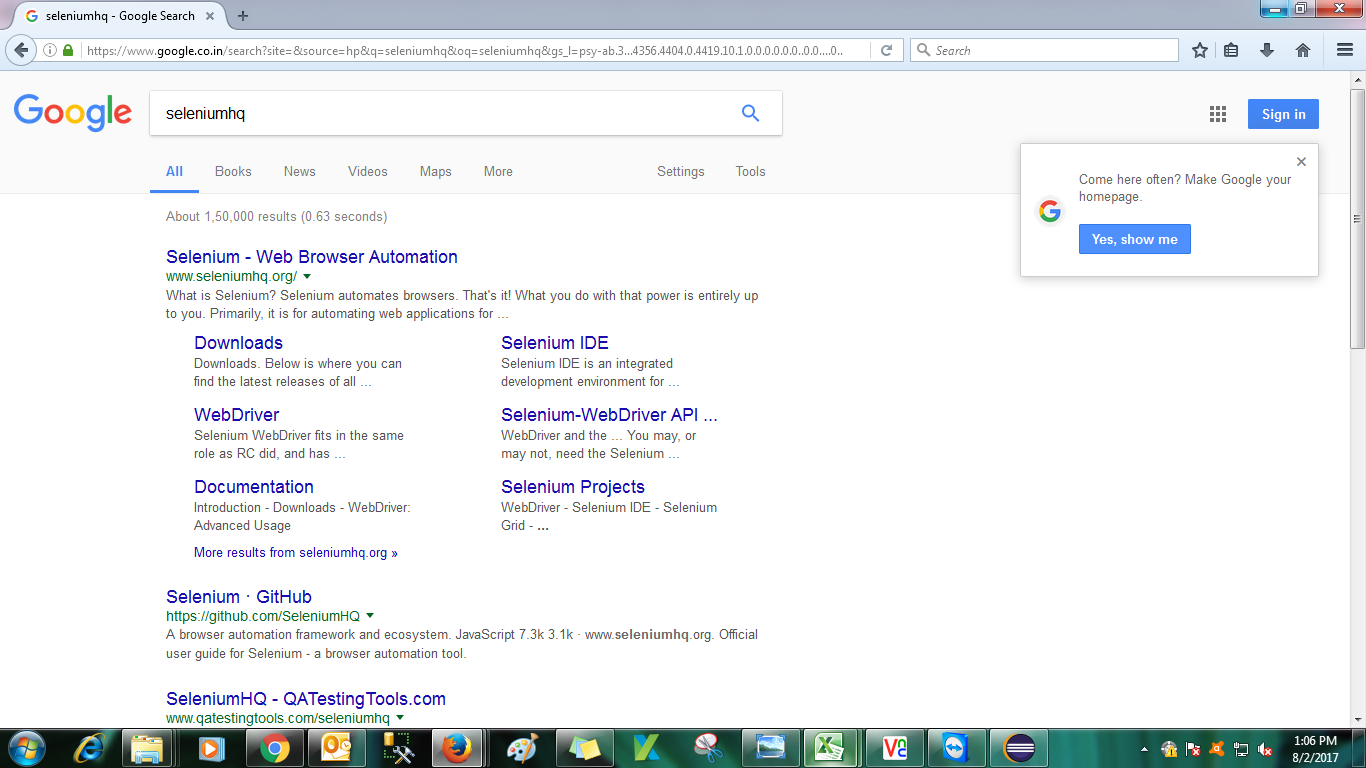 seleniumhq - Google Search
https://www.google.co.in/search?site=&source=hp&q=seleniumhq&oq=seleniumhq&gs_l=psy-ab.3...4356.4404.0.4419.10.1.0.0.0.0.0.0..0.0....0..
Search
Google
seleniumhq
Sign in
All Books News Videos Maps More Settings Tools
Come here often? Make Google your
homepage.
Yes, show me
About 1,50,000 results (0.63 seconds)
Selenium - Web Browser Automation
www.seleniumhq.org/
What is Selenium? Selenium automates browsers. That's it! What you do with that power is entirely up
to you. Primarily, it is for automating web applications for ...
Downloads
Downloads. Below is where you can
find the latest releases of all ...
Selenium IDE
Selenium IDE is an integrated
development environment for ...
WebDriver
Selenium WebDriver fits in the same
role as RC did, and has ...
Selenium-WebDriver API ...
WebDriver and the ... You may, or
may not, need the Selenium ...
Documentation
Introduction - Downloads - WebDriver:
Advanced Usage
Selenium Projects
WebDriver - Selenium IDE - Selenium
Grid - ...
More results from seleniumhq.org »
Selenium · GitHub
https://github.com/SeleniumHQ
A browser automation framework and ecosystem. JavaScript 7.3k 3.1k · www.seleniumhq.org. Official
user guide for Selenium - a browser automation tool.
SeleniumHQ - QATestingTools.com
www.qatestingtools.com/seleniumhq
1:06 PM
8/2/2017